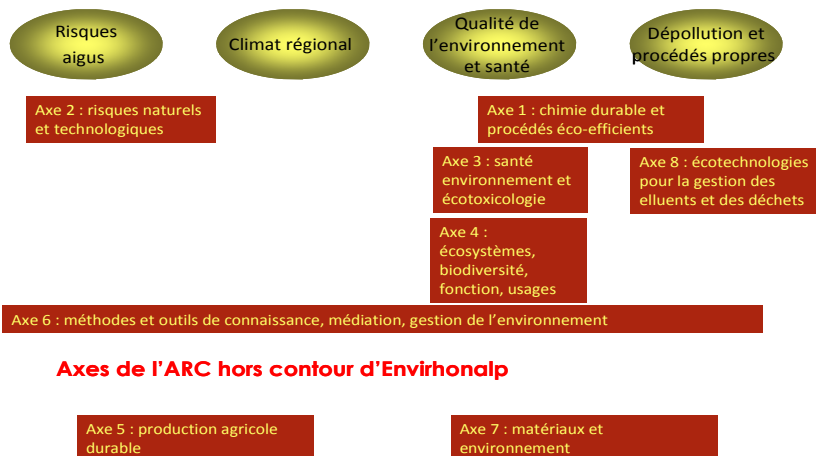 Risques
aigus
Climat régional
Qualité de
l'environnement
et santé
Dépollution et
procédés propres
Axe 2 : risques naturels
et technologiques
Axe 1 : chimie durable et
procédés éco-efficients
Axe 3 : santé
environnement et
écotoxicologie
Axe 8 : écotechnologies
pour la gestion des
elluents et des déchets
Axe 4 :
écosystèmes,
biodiversité,
fonction, usages
Axe 6 : méthodes et outils de connaissance, médiation, gestion de l'environnement
Axes de l'ARC hors contour d'Envirhonalp
Axe 5 : production agricole
durable
Axe 7 : matériaux et
environnement